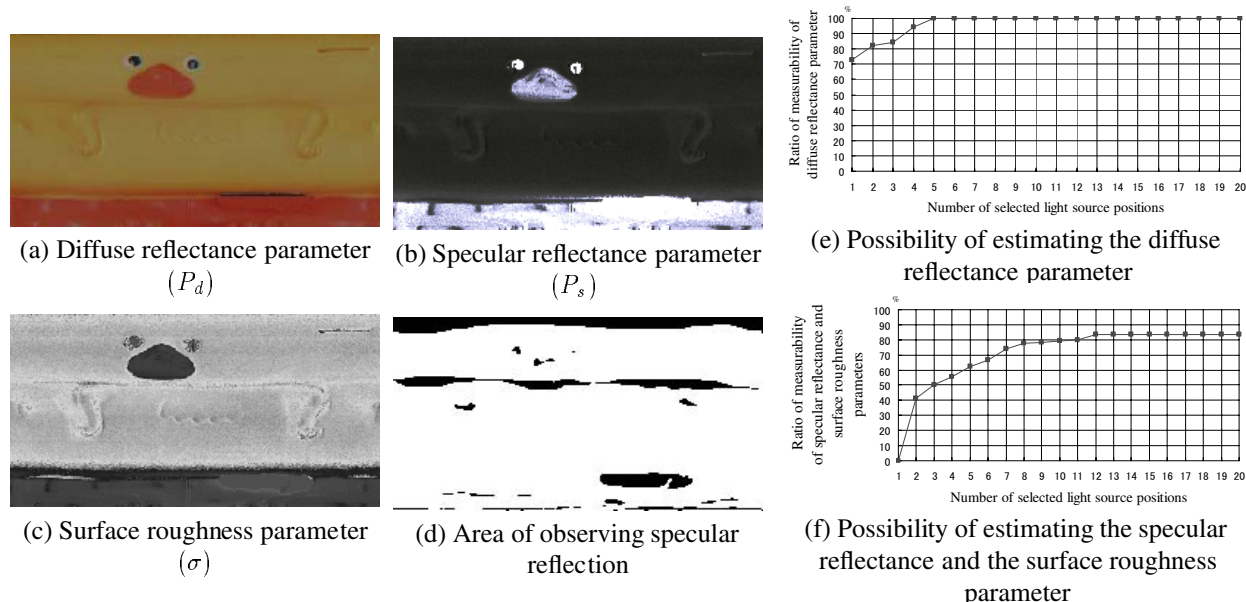 (a) Diffuse reflectance parameter
(P_d)
(b) Specular reflectance parameter
(P_s)
(c) Surface roughness parameter
(σ)
(d) Area of observing specular
reflection
%
100
90
80
70
60
50
40
30
20
10
0
1 2 3 4 5 6 7 8 9 10 11 12 13 14 15 16 17 18 19 20
Ratio of measurability of
diffuse reflectance parameter
Number of selected light source positions
(e) Possibility of estimating the diffuse
reflectance parameter
%
100
90
80
70
60
50
40
30
20
10
0
1 2 3 4 5 6 7 8 9 10 11 12 13 14 15 16 17 18 19 20
Ratio of measurability
of specular reflectance and
surface roughness
parameters
Number of selected light source positions
(f) Possibility of estimating the specular
reflectance and the surface roughness
parameter